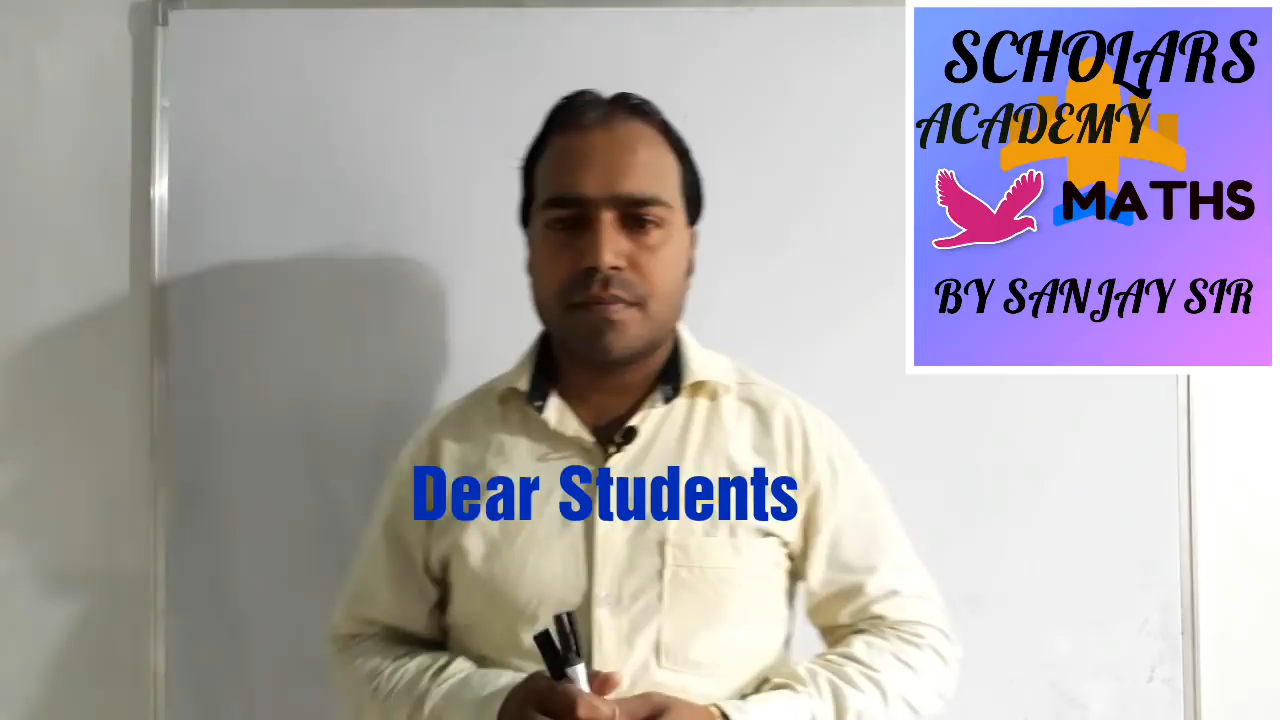 SCHOLARS
ACADEMY
MATHS
BY SANJAY SIR
Dear Students